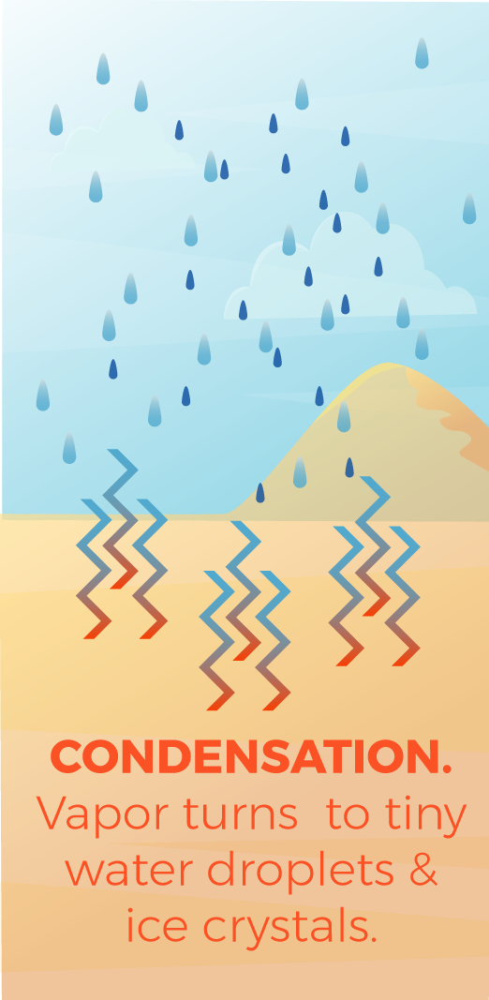 CONDENSATION.
Vapor turns  to tiny
water droplets &
ice crystals.